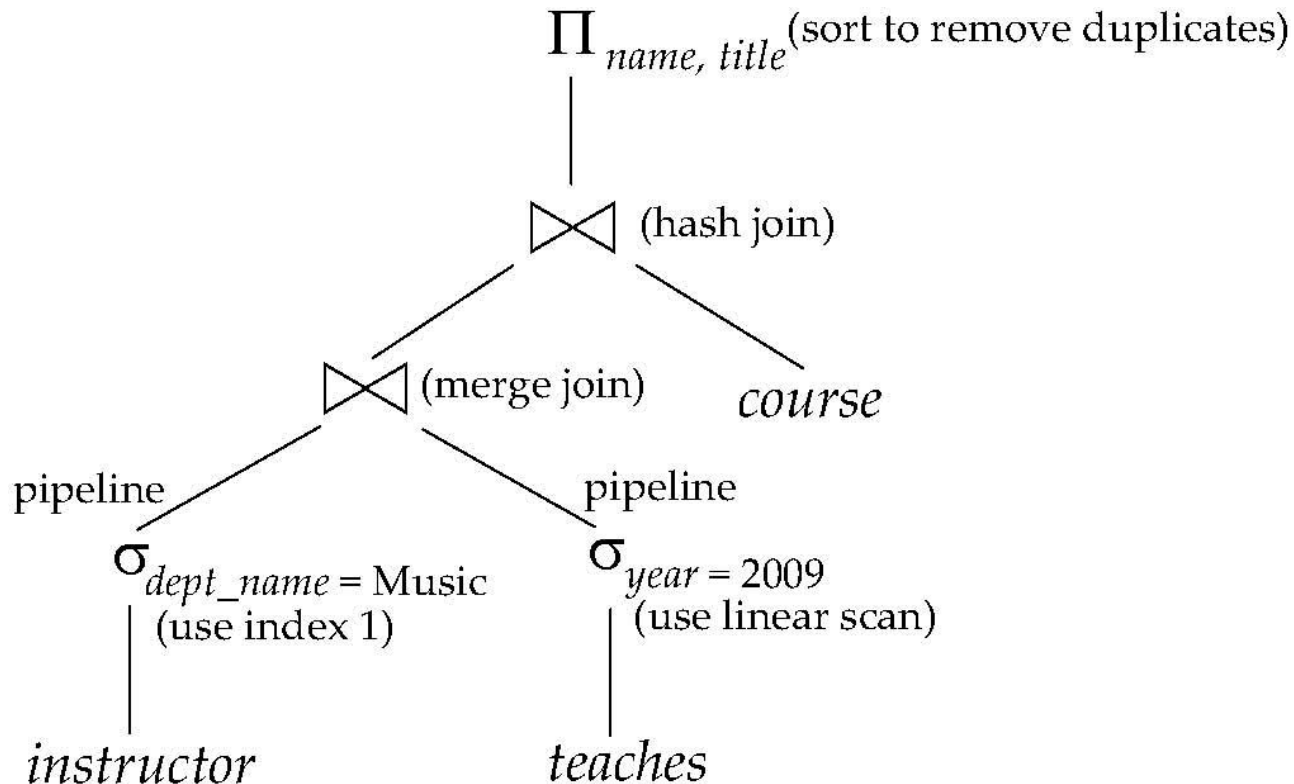 Π name, title (sort to remove duplicates)
(hash join)
(merge join)
course
pipeline
pipeline
σ dept_name = Music
(use index 1)
σ year = 2009
(use linear scan)
instructor
teaches